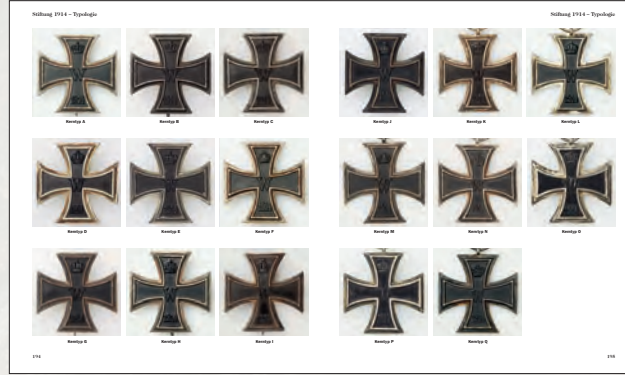 Stiftung 1914 – Typologie
Kerntyp A
Kerntyp B
Kerntyp C
Kerntyp D
Kerntyp E
Kerntyp F
Kerntyp G
Kerntyp H
Kerntyp I
194
Stiftung 1914 – Typologie
Kerntyp J
Kerntyp K
Kerntyp L
Kerntyp M
Kerntyp N
Kerntyp O
Kerntyp P
Kerntyp Q
195